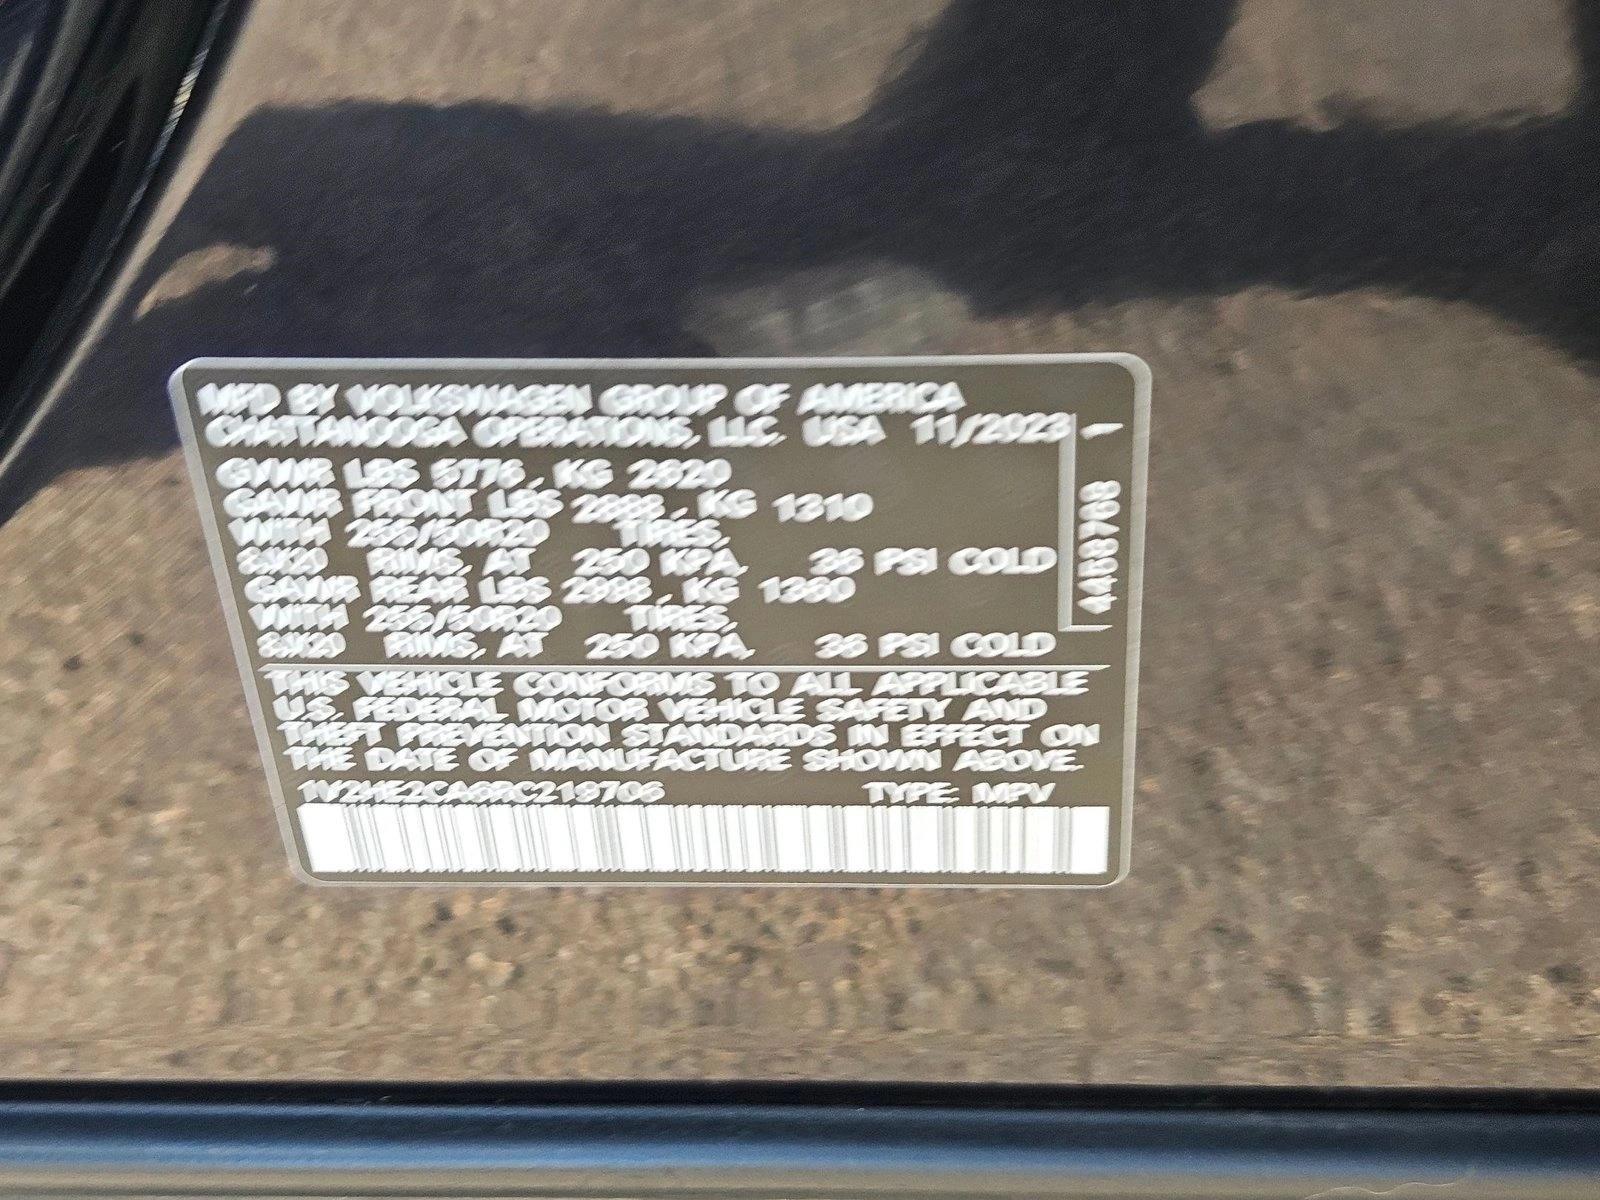 MFD BY VOLKSWAGEN GROUP OF AMERICA
CHATTANOOGA OPERATIONS, LLC. USA 11/2023
GVWR LBS 5776, KG 2620
GAWR FRONT LBS 2888, KG 1310
WITH 255/50R20 TIRES,
8JX20 RIMS, AT 250 KPA, 36 PSI COLD
GAWR REAR LBS 2998, KG 1360
WITH 255/50R20 TIRES,
8JX20 RIMS, AT 250 KPA, 36 PSI COLD
THIS VEHICLE CONFORMS TO ALL APPLICABLE
U.S. FEDERAL MOTOR VEHICLE SAFETY AND
THEFT PREVENTION STANDARDS IN EFFECT ON
THE DATE OF MANUFACTURE SHOWN ABOVE.
1V2HE2CA6RC219706 TYPE: MPV